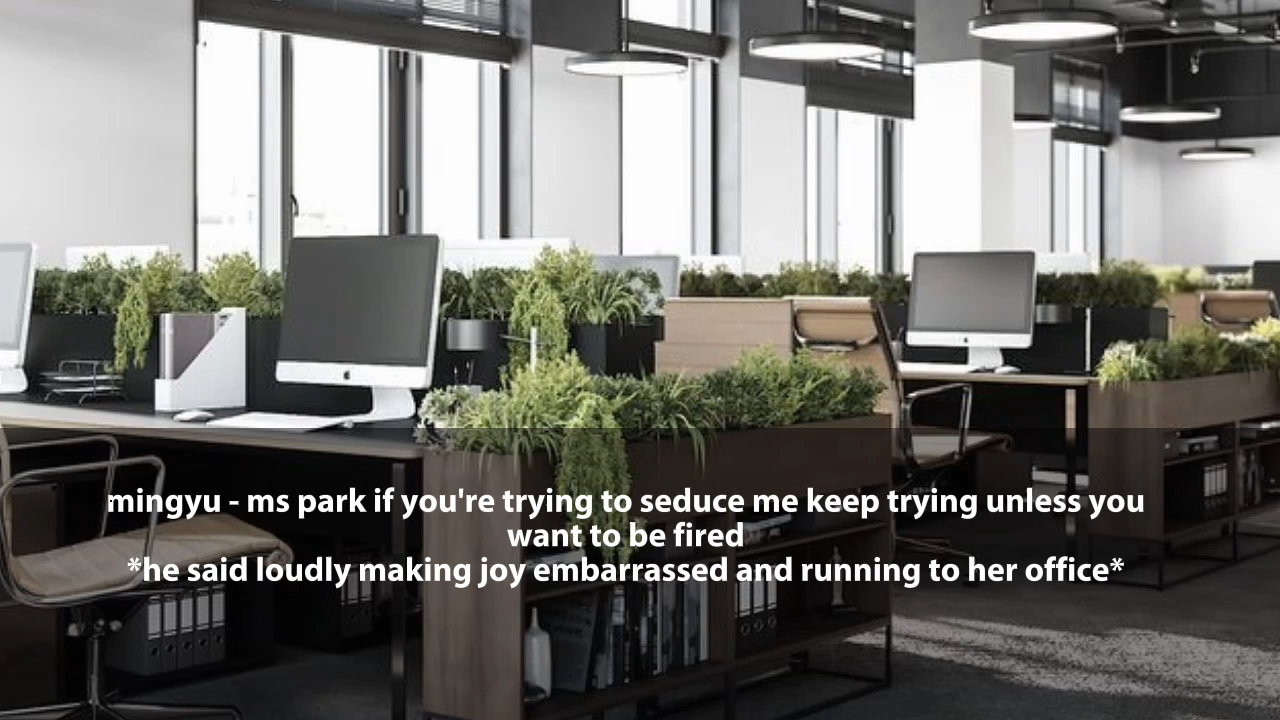 mingyu - ms park if you're trying to seduce me keep trying unless you
want to be fired
*he said loudly making joy embarrassed and running to her office*